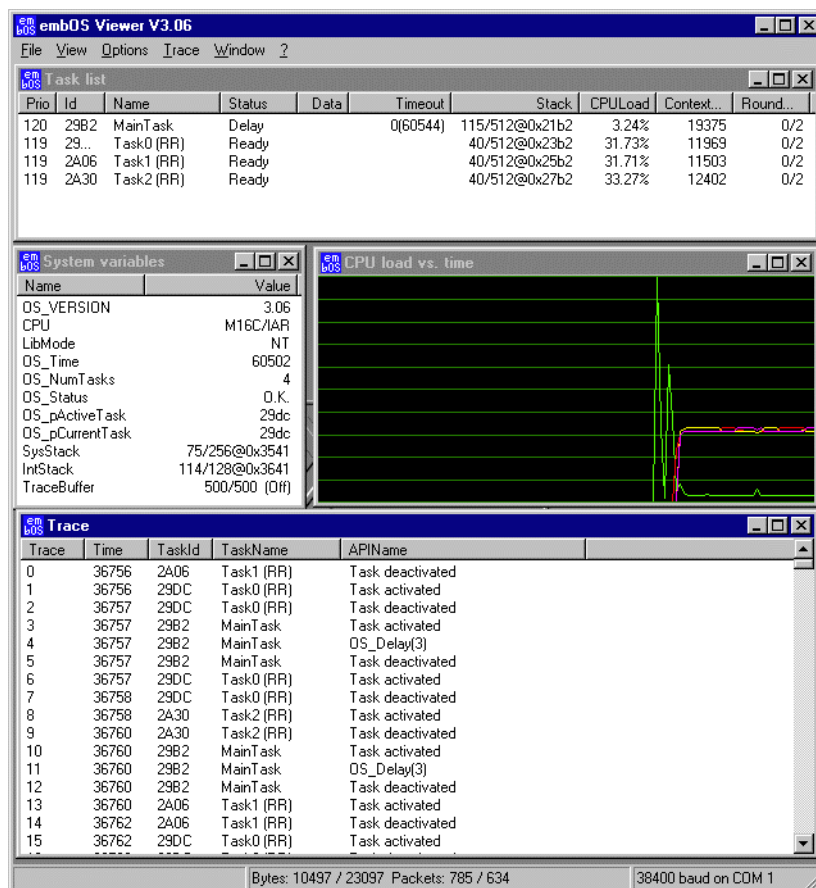 em bOS embOS Viewer V3.06
File View Options Trace Window ?
em bOS Task list
Prio Id Name Status Data Timeout Stack CPULoad Context... Round...
120 29B2 MainTask Delay 0(60544) 115/512@0x21b2 3.24% 19375 0/2
119 29... Task0 (RR) Ready 40/512@0x23b2 31.73% 11969 0/2
119 2A06 Task1 (RR) Ready 40/512@0x25b2 31.71% 11503 0/2
119 2A30 Task2 (RR) Ready 40/512@0x27b2 33.27% 12402 0/2
em bOS System variables
Name Value
OS_VERSION 3.06
CPU M16C/IAR
LibMode NT
OS_Time 60502
OS_NumTasks 4
OS_Status O.K.
OS_pActiveTask 29dc
OS_pCurrentTask 29dc
SysStack 75/256@0x3541
IntStack 114/128@0x3641
TraceBuffer 500/500 (Off)
em bOS CPU load vs. time
em bOS Trace
Trace Time TaskId TaskName APIName
0 36756 2A06 Task1 (RR) Task deactivated
1 36756 29DC Task0 (RR) Task activated
2 36757 29DC Task0 (RR) Task deactivated
3 36757 29B2 MainTask Task activated
4 36757 29B2 MainTask OS_Delay(3)
5 36757 29B2 MainTask Task deactivated
6 36757 29DC Task0 (RR) Task activated
7 36758 29DC Task0 (RR) Task deactivated
8 36758 2A30 Task2 (RR) Task activated
9 36760 2A30 Task2 (RR) Task deactivated
10 36760 29B2 MainTask Task activated
11 36760 29B2 MainTask OS_Delay(3)
12 36760 29B2 MainTask Task deactivated
13 36760 2A06 Task1 (RR) Task activated
14 36762 2A06 Task1 (RR) Task deactivated
15 36762 29DC Task0 (RR) Task activated
Bytes: 10497 / 23097 Packets: 785 / 634
38400 baud on COM 1